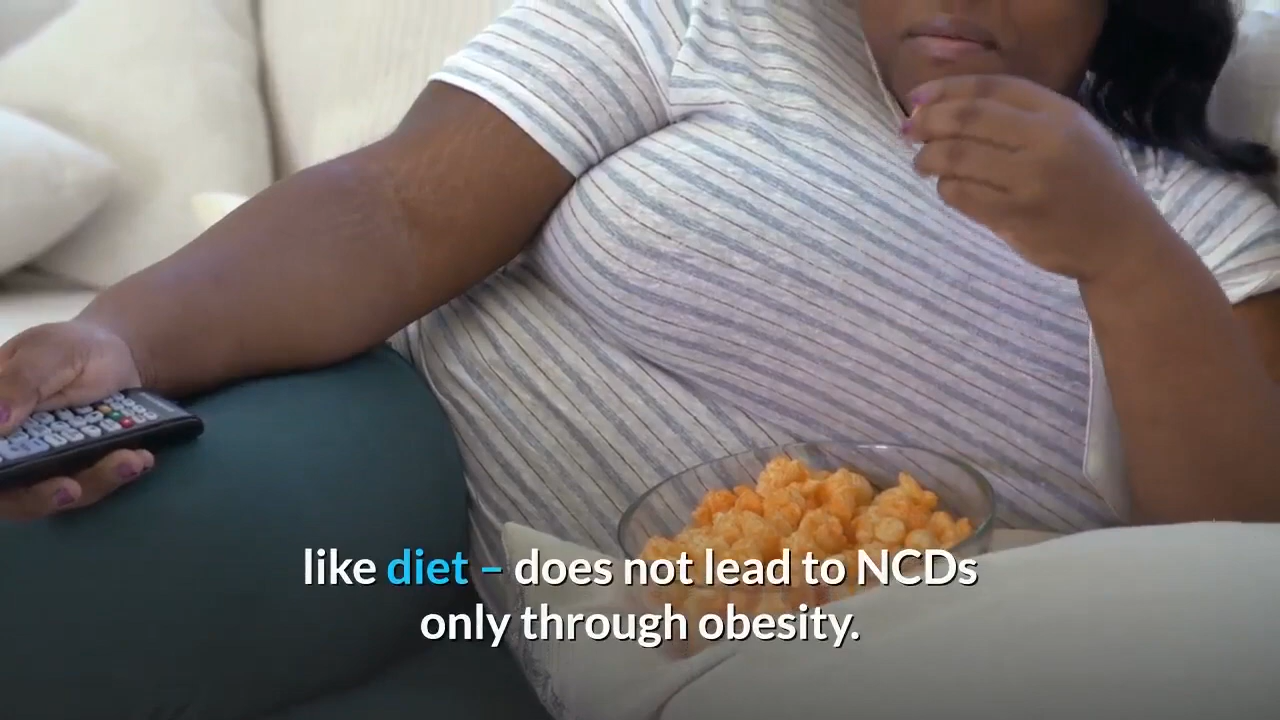 like diet – does not lead to NCDs
only through obesity.